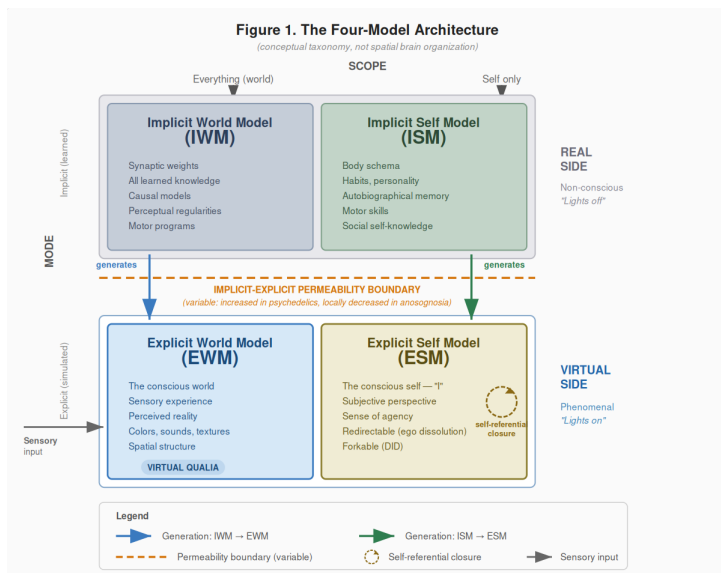 Figure 1. The Four-Model Architecture
(conceptual taxonomy, not spatial brain organization)
SCOPE
Everything (world)
Self only
MODE
Implicit (learned)
Implicit World Model
(IWM)
Synaptic weights
All learned knowledge
Causal models
Perceptual regularities
Motor programs
Implicit Self Model
(ISM)
Body schema
Habits, personality
Autobiographical memory
Motor skills
Social self-knowledge
REAL
SIDE
Non-conscious
"Lights off"
generates
generates
IMPLICIT-EXPLICIT PERMEABILITY BOUNDARY
(variable: increased in psychedelics, locally decreased in anosognosia)
Explicit (simulated)
Sensory
input
Explicit World Model
(EWM)
The conscious world
Sensory experience
Perceived reality
Colors, sounds, textures
Spatial structure
VIRTUAL QUALIA
Explicit Self Model
(ESM)
The conscious self — "I"
Subjective perspective
Sense of agency
Redirectable (ego dissolution)
Forkable (DID)
self-referential
closure
VIRTUAL
SIDE
Phenomenal
"Lights on"
Legend
Generation: IWM → EWM
Generation: ISM → ESM
Permeability boundary (variable)
Self-referential closure
Sensory input